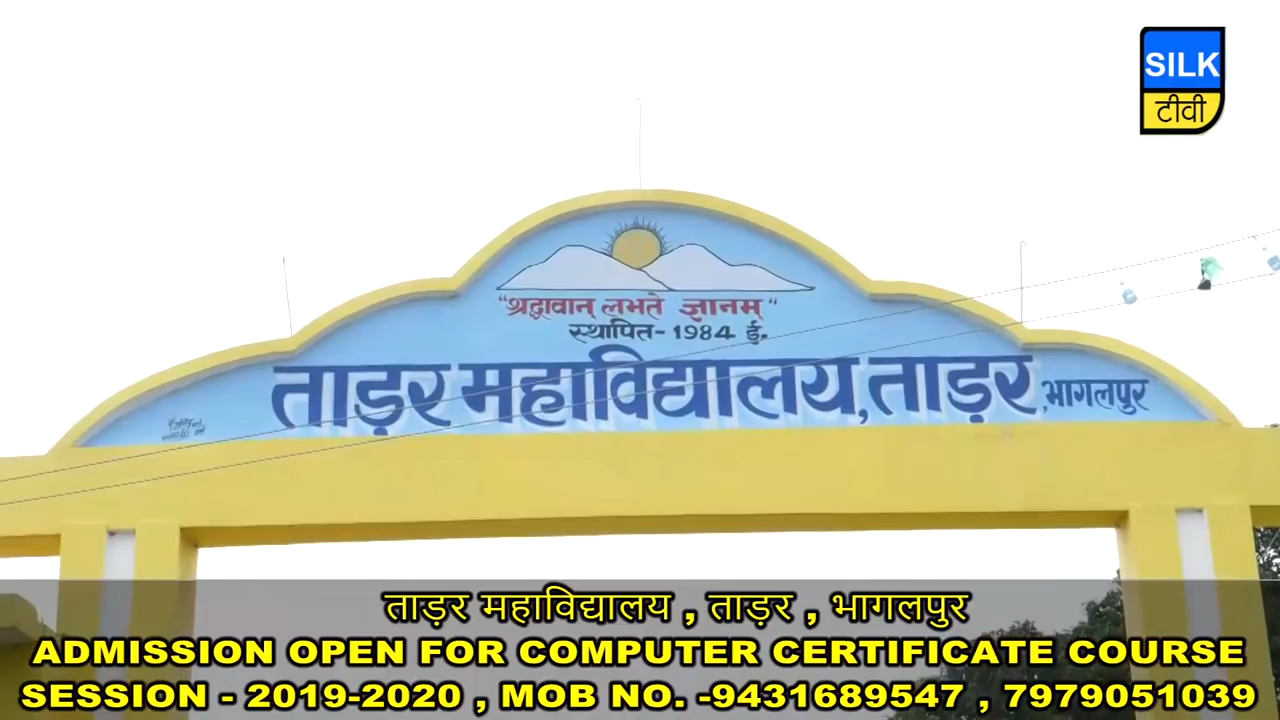 SILK
टीवी
"श्रद्धावान् लभते ज्ञानम्"
स्थापित-1984 ई.
ताड़र महाविद्यालय, ताड़र, भागलपुर
ताड़र महाविद्यालय , ताड़र , भागलपुर
ADMISSION OPEN FOR COMPUTER CERTIFICATE COURSE
SESSION - 2019-2020 , MOB NO. -9431689547 , 7979051039